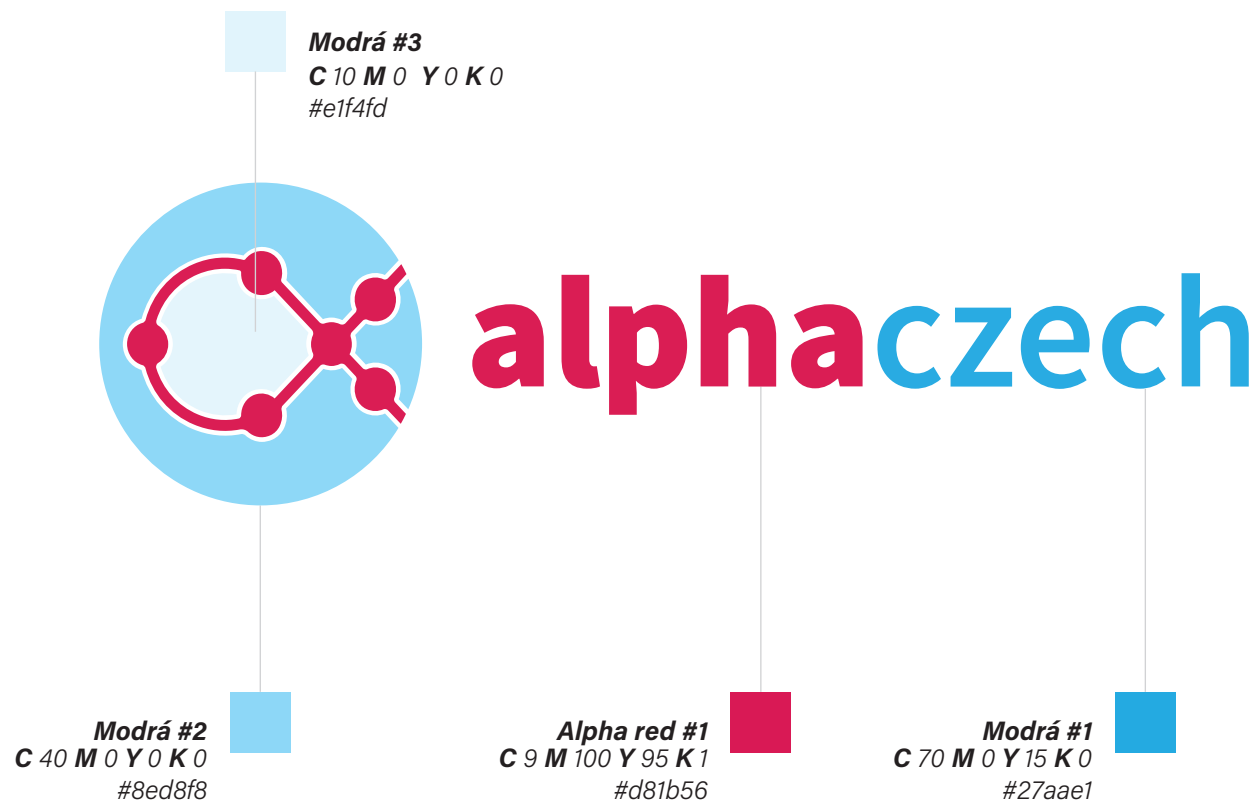 Modrá #3
C 10 M 0 Y 0 K 0
#e1f4fd
alphaczech
Modrá #2
C 40 M 0 Y 0 K 0
#8ed8f8
Alpha red #1
C 9 M 100 Y 95 K 1
#d81b56
Modrá #1
C 70 M 0 Y 15 K 0
#27aae1